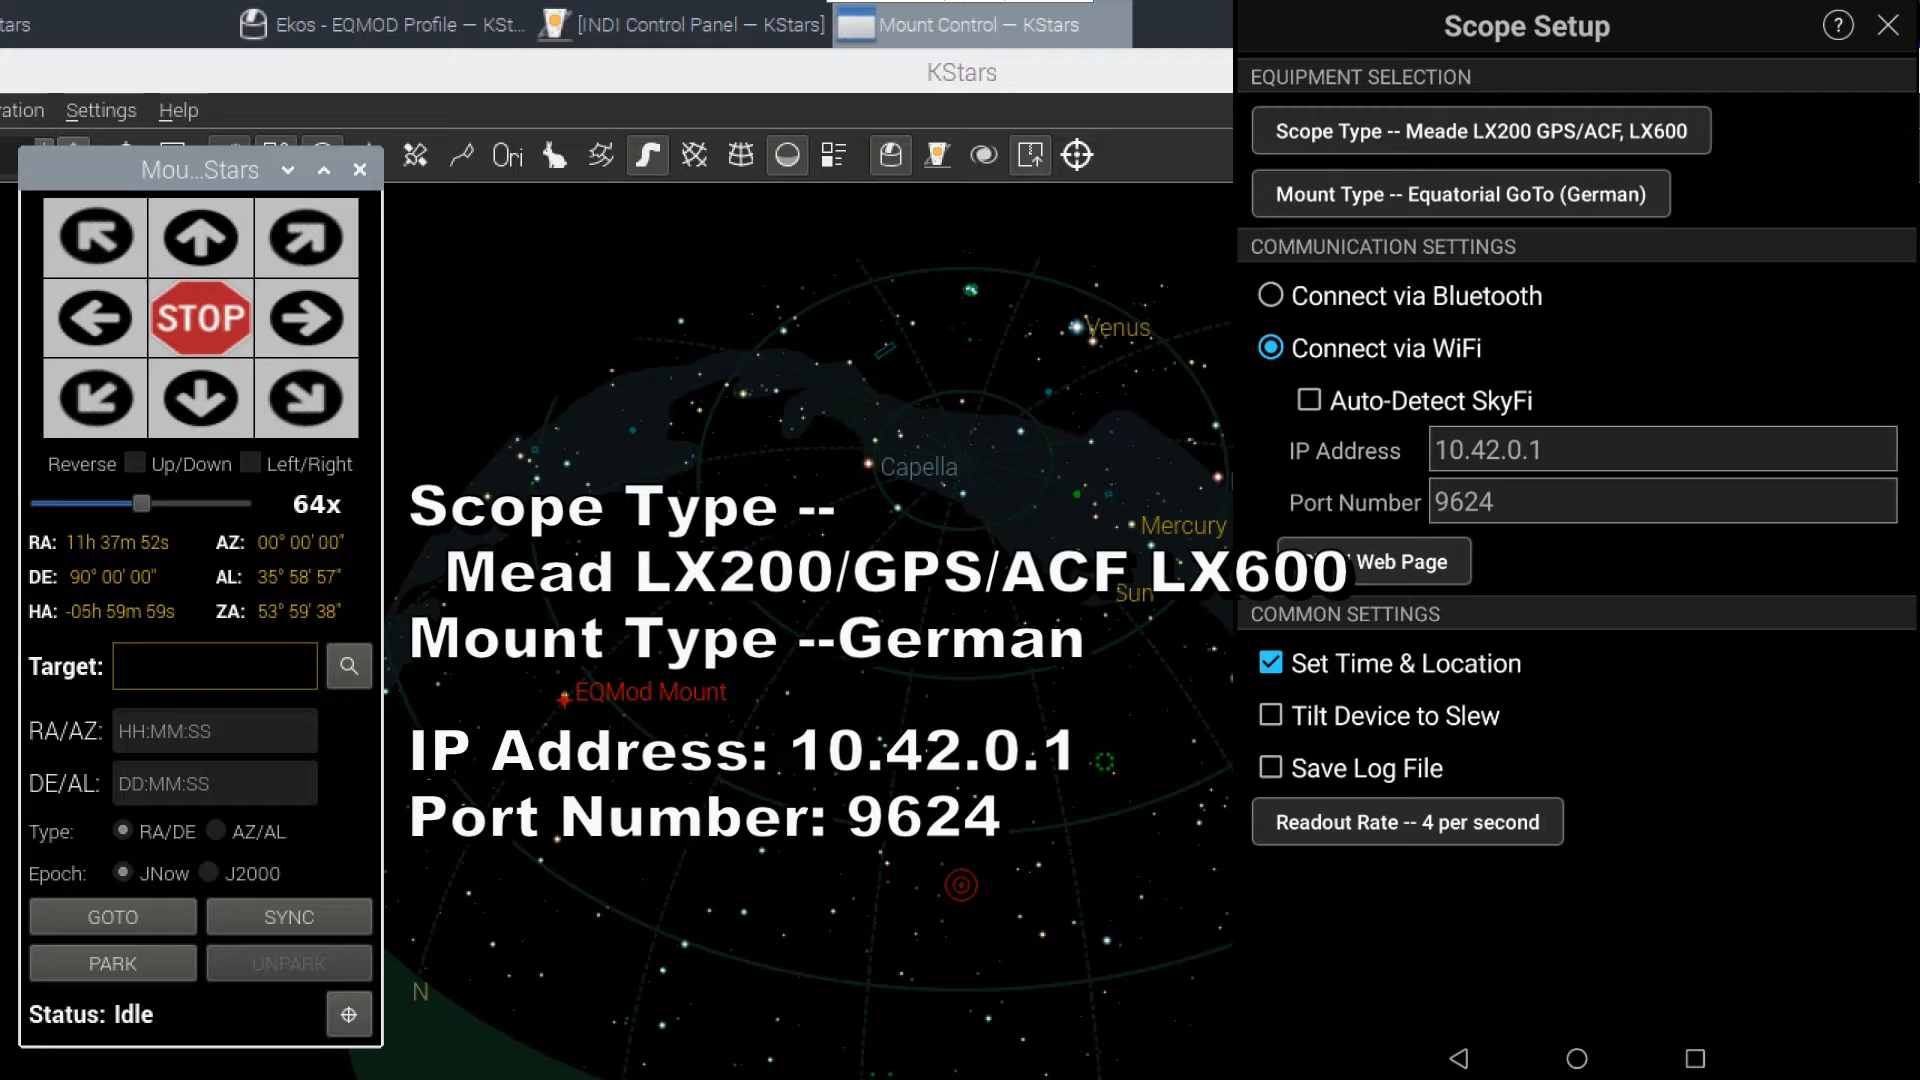 tars
Ekos - EQMOD Profile — KSt...
[INDI Control Panel — KStars]
Mount Control — KStars
KStars
ration Settings Help
Ori
Mou...Stars
STOP
Reverse Up/Down Left/Right
64x
RA: 11h 37m 52s AZ: 00° 00' 00"
DE: 90° 00' 00" AL: 35° 58' 57"
HA: -05h 59m 59s ZA: 53° 59' 38"
Target:
RA/AZ: HH:MM:SS
DE/AL: DD:MM:SS
Type: RA/DE AZ/AL
Epoch: JNow J2000
GOTO SYNC
PARK UNPARK
Status: Idle
Venus
Capella
Mercury
Sun
EQMod Mount
N
Scope Type --
Mead LX200/GPS/ACF LX600
Mount Type --German
IP Address: 10.42.0.1
Port Number: 9624
Scope Setup
?
EQUIPMENT SELECTION
Scope Type -- Meade LX200 GPS/ACF, LX600
Mount Type -- Equatorial GoTo (German)
COMMUNICATION SETTINGS
Connect via Bluetooth
Connect via WiFi
Auto-Detect SkyFi
IP Address 10.42.0.1
Port Number 9624
Web Page
COMMON SETTINGS
Set Time & Location
Tilt Device to Slew
Save Log File
Readout Rate -- 4 per second